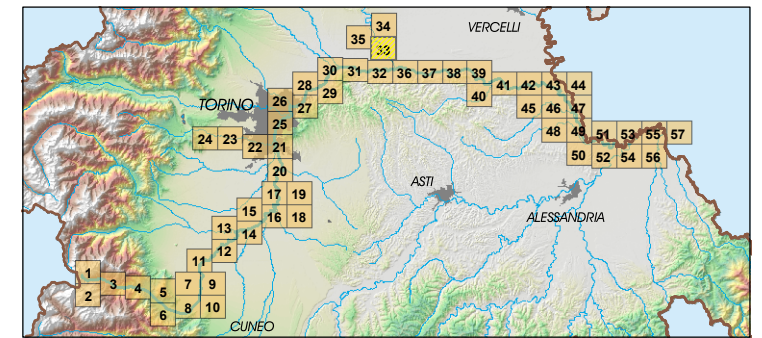 34
VERCELLI
35
33
30 31 32 36 37 38 39
28 41 42 43 44
29 40
TORINO 26 27 45 46 47
25 48 49 51 53 55 57
24 23 22 21 50 52 54 56
20
ASTI
17 19
15 16 18
ALESSANDRIA
13 14
12
11
1
3 4 5 7 9
2
6 8 10
CUNEO